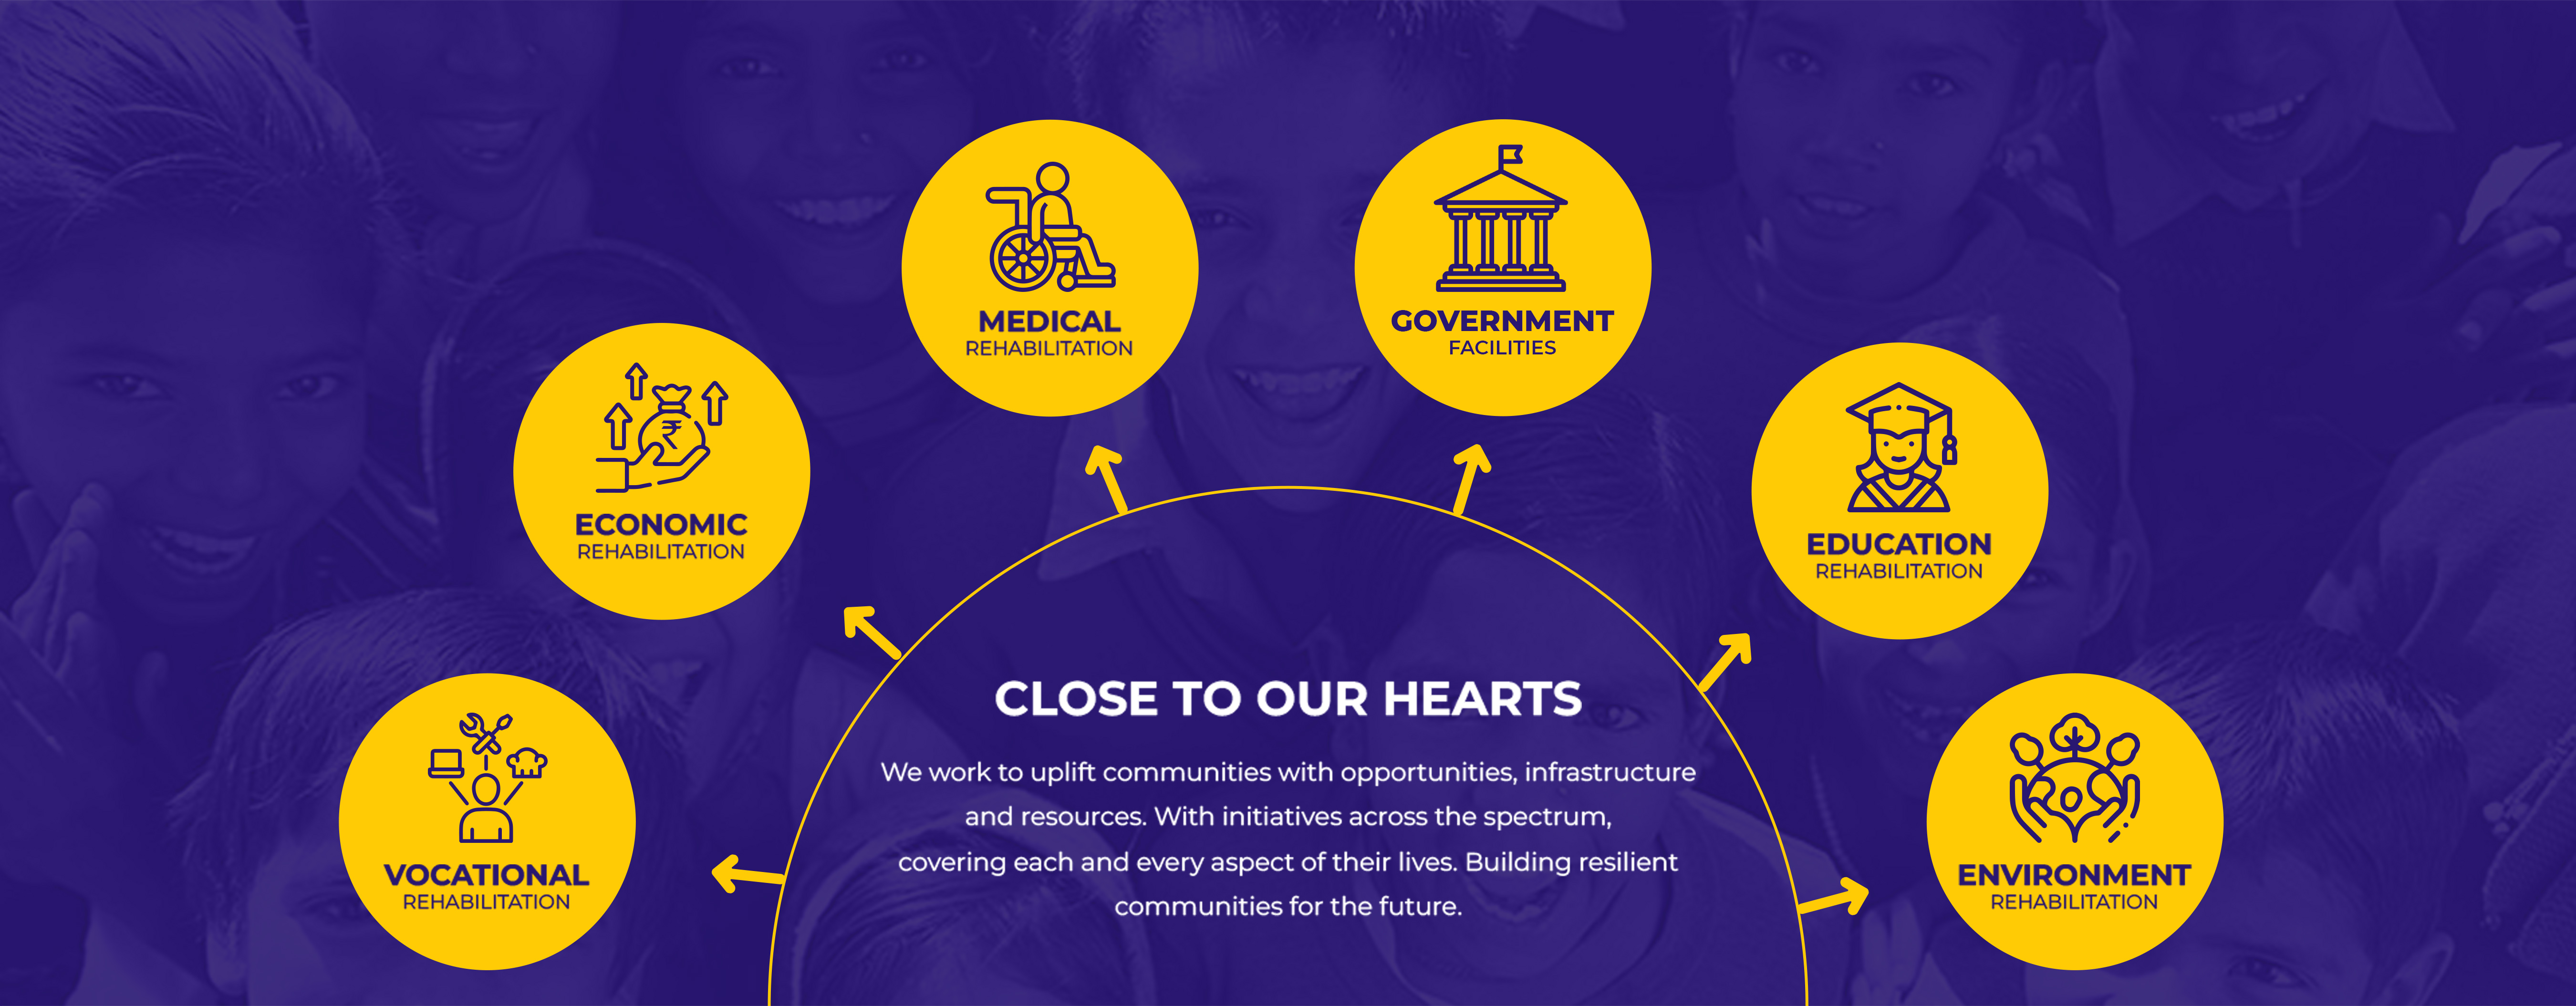 MEDICAL
REHABILITATION
GOVERNMENT
FACILITIES
ECONOMIC
REHABILITATION
₹
EDUCATION
REHABILITATION
VOCATIONAL
REHABILITATION
CLOSE TO OUR HEARTS
We work to uplift communities with opportunities, infrastructure
and resources. With initiatives across the spectrum,
covering each and every aspect of their lives. Building resilient
communities for the future.
ENVIRONMENT
REHABILITATION